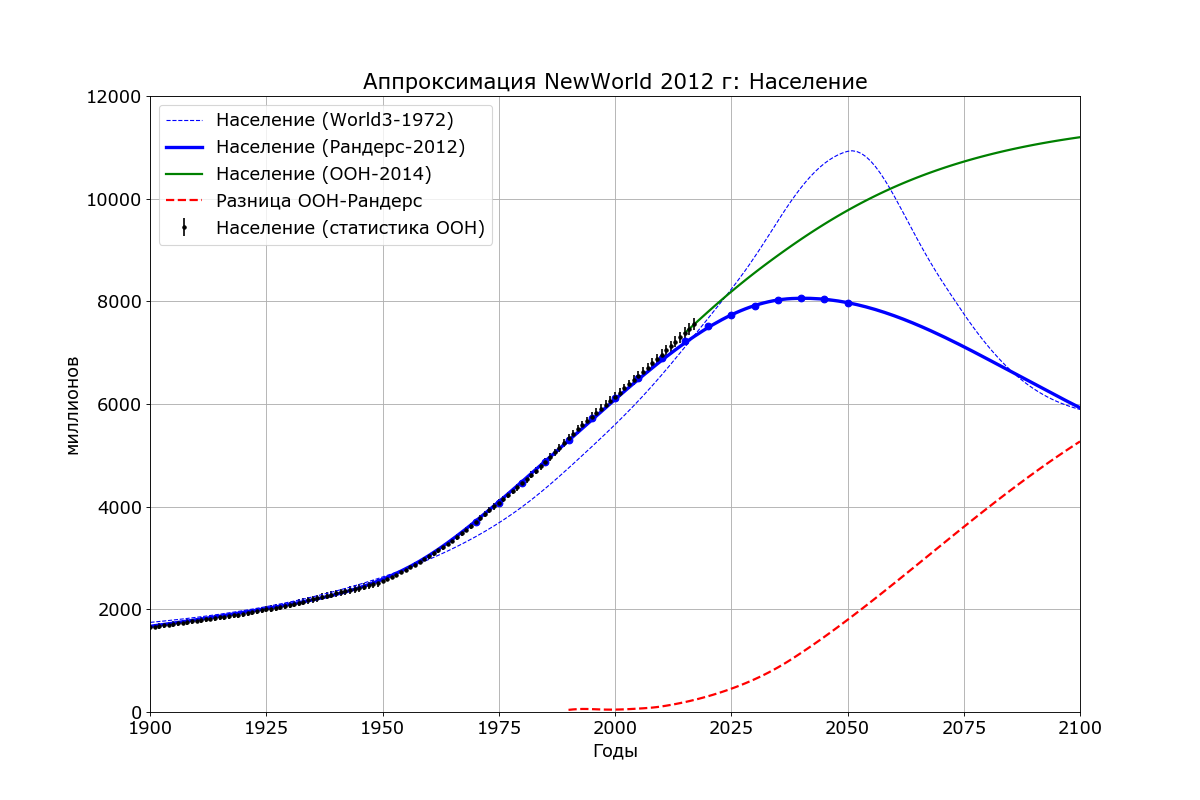 Аппроксимация NewWorld 2012 г: Население
12000
10000
8000
6000
4000
2000
0
миллионов
Население (World3-1972)
Население (Рандерс-2012)
Население (ООН-2014)
Разница ООН-Рандерс
Население (статистика ООН)
1900 1925 1950 1975 2000 2025 2050 2075 2100
Годы